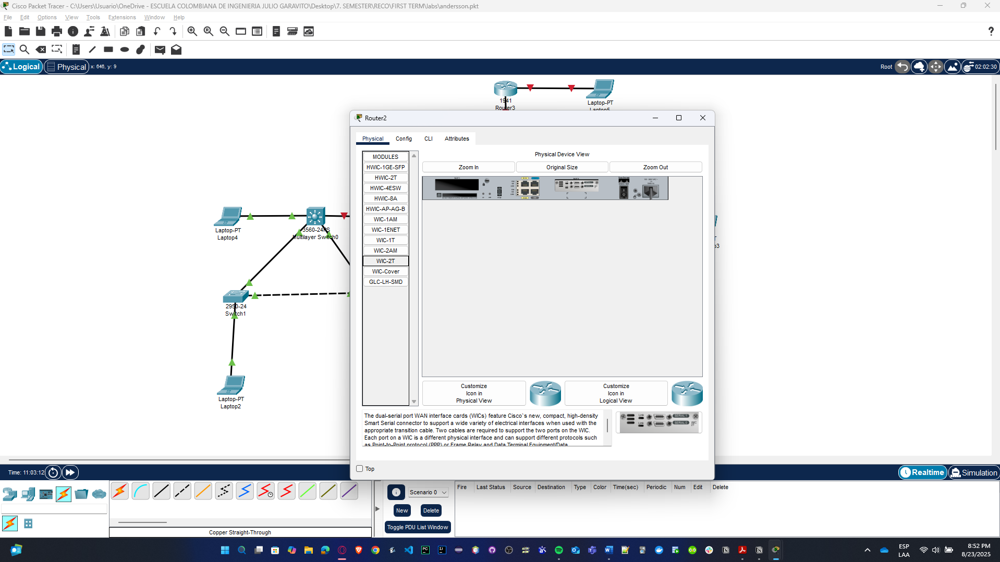 Cisco Packet Tracer - C:\Users\Usuario\OneDrive - ESCUELA COLOMBIANA DE INGENIERIA JULIO GARAVITO\Desktop\7. SEMESTER\RECO\FIRST TERM\labs\andersson.pkt
File Edit Options View Tools Extensions Window Help
Logical Physical x: 646, y: 9 Root 02:02:30
1941
Router3
Laptop-PT
Laptop5
Router2
Physical Config CLI Attributes
MODULES
HWIC-1GE-SFP
HWIC-2T
HWIC-4ESW
HWIC-8A
HWIC-AP-AG-B
WIC-1AM
WIC-1ENET
WIC-1T
WIC-2AM
WIC-2T
WIC-Cover
GLC-LH-SMD
Physical Device View
Zoom In Original Size Zoom Out
Laptop-PT
Laptop4
3560-24PS
Multilayer Switch0
2950-24
Switch1
Laptop-PT
Laptop2
Customize
Icon in
Physical View
Customize
Icon in
Logical View
The dual-serial port WAN interface cards (WICs) feature Cisco`s new, compact, high-density
Smart Serial connector to support a wide variety of electrical interfaces when used with the
appropriate transition cable. Two cables are required to support the two ports on the WIC.
Each port on a WIC is a different physical interface and can support different protocols such
as Point-to-Point protocol (PPP) or Frame Relay and Data Terminal Equipment/Data
Top
Time: 11:03:12 Realtime Simulation
Scenario 0
New Delete
Toggle PDU List Window
Fire Last Status Source Destination Type Color Time(sec) Periodic Num Edit Delete
Copper Straight-Through
ESP
LAA
8:52 PM
8/23/2025